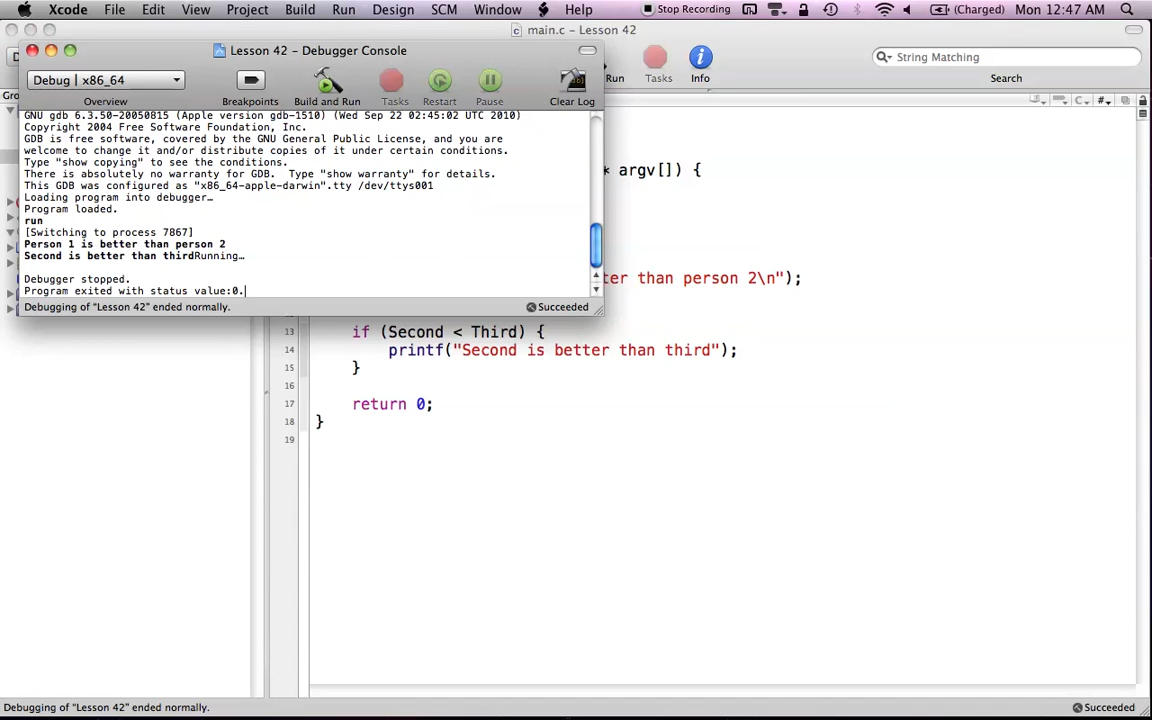 Xcode File Edit View Project Build Run Design SCM Window Help Stop Recording (Charged) Mon 12:47 AM
main.c – Lesson 42
Lesson 42 – Debugger Console
Debug | x86_64
String Matching
Overview Breakpoints Build and Run Tasks Restart Pause Clear Log
Run Tasks Info Search
Gro
GNU gdb 6.3.50-20050815 (Apple version gdb-1510) (Wed Sep 22 02:45:02 UTC 2010)
Copyright 2004 Free Software Foundation, Inc.
GDB is free software, covered by the GNU General Public License, and you are
welcome to change it and/or distribute copies of it under certain conditions.
Type "show copying" to see the conditions.
There is absolutely no warranty for GDB.  Type "show warranty" for details.
This GDB was configured as "x86_64-apple-darwin".tty /dev/ttys001
Loading program into debugger…
Program loaded.
run
[Switching to process 7867]
Person 1 is better than person 2
Second is better than thirdRunning…
Debugger stopped.
Program exited with status value:0.
Debugging of "Lesson 42" ended normally. Succeeded
* argv[]) {
ter than person 2\n");
13 if (Second < Third) {
14 printf("Second is better than third");
15 }
16
17 return 0;
18 }
19
Debugging of "Lesson 42" ended normally. Succeeded